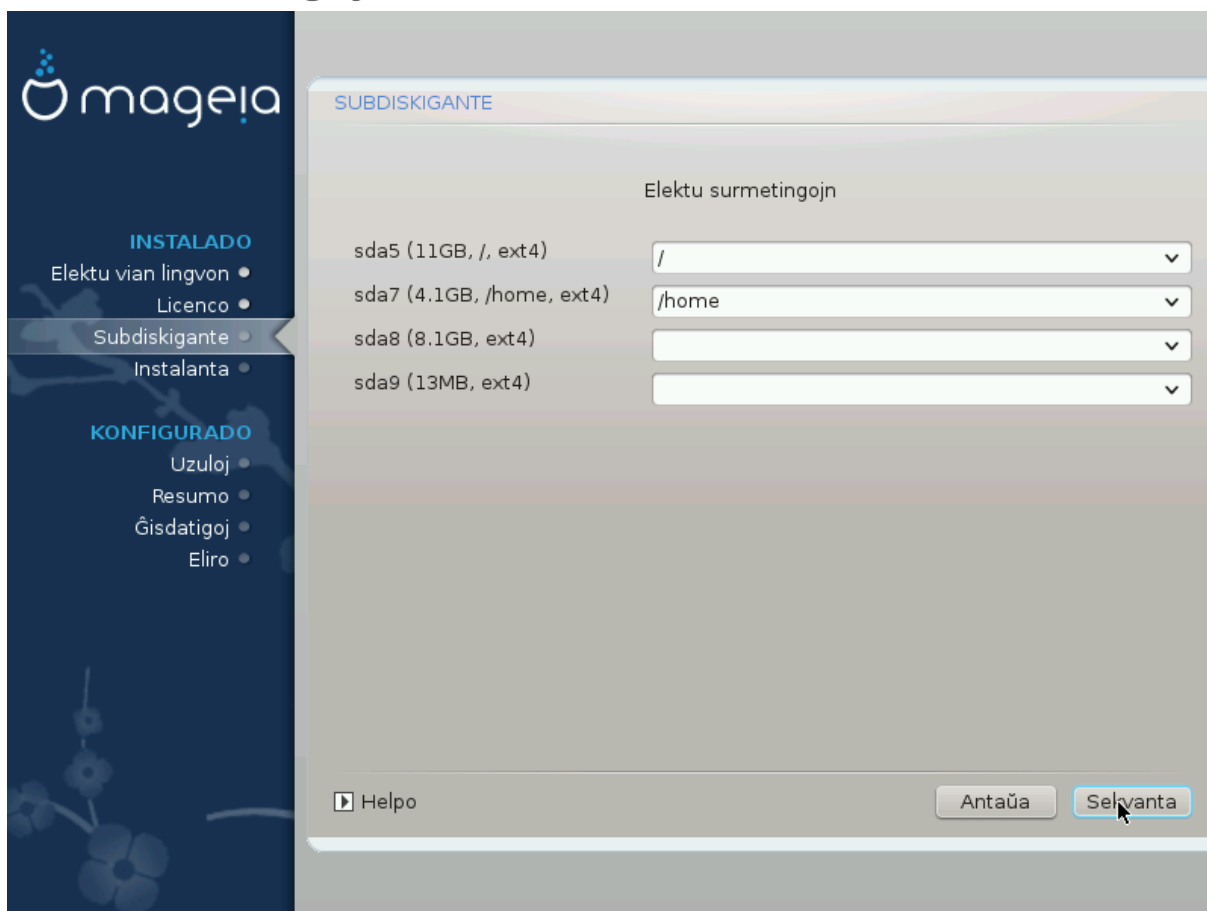 mageia
SUBDISKIGANTE
Elektu surmetingojn
INSTALADO
Elektu vian lingvon
Licenco
Subdiskigante
Instalanta
KONFIGURADO
Uzuloj
Resumo
Ĝisdatigoj
Eliro
sda5 (11GB, /, ext4)
/
sda7 (4.1GB, /home, ext4)
/home
sda8 (8.1GB, ext4)
sda9 (13MB, ext4)
Helpo
Antaŭa
Sekvanta